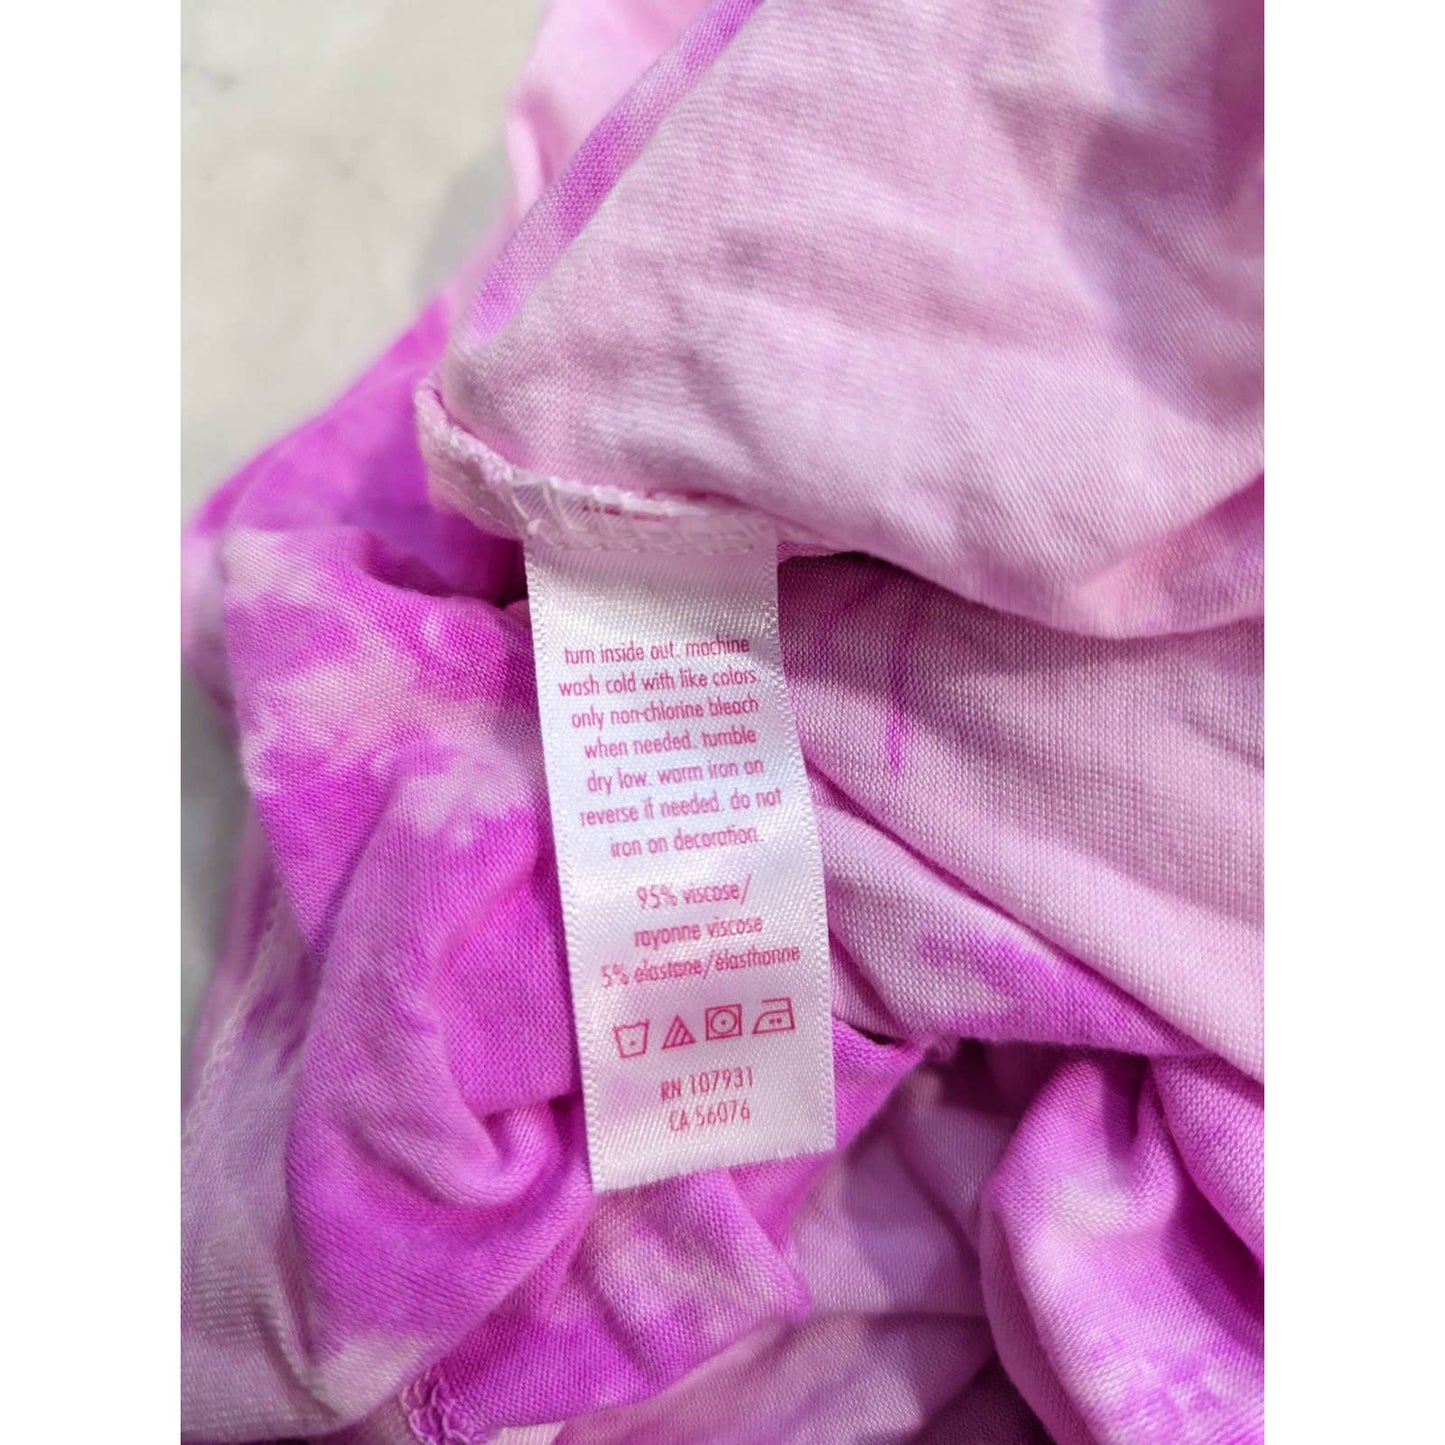 turn inside out. machine
wash cold with like colors.
only non-chlorine bleach
when needed. tumble
dry low. warm iron on
reverse if needed. do not
iron on decoration.
95% viscose/
rayonne viscose
5% elastane/élasthanne
RN 107931
CA 56076